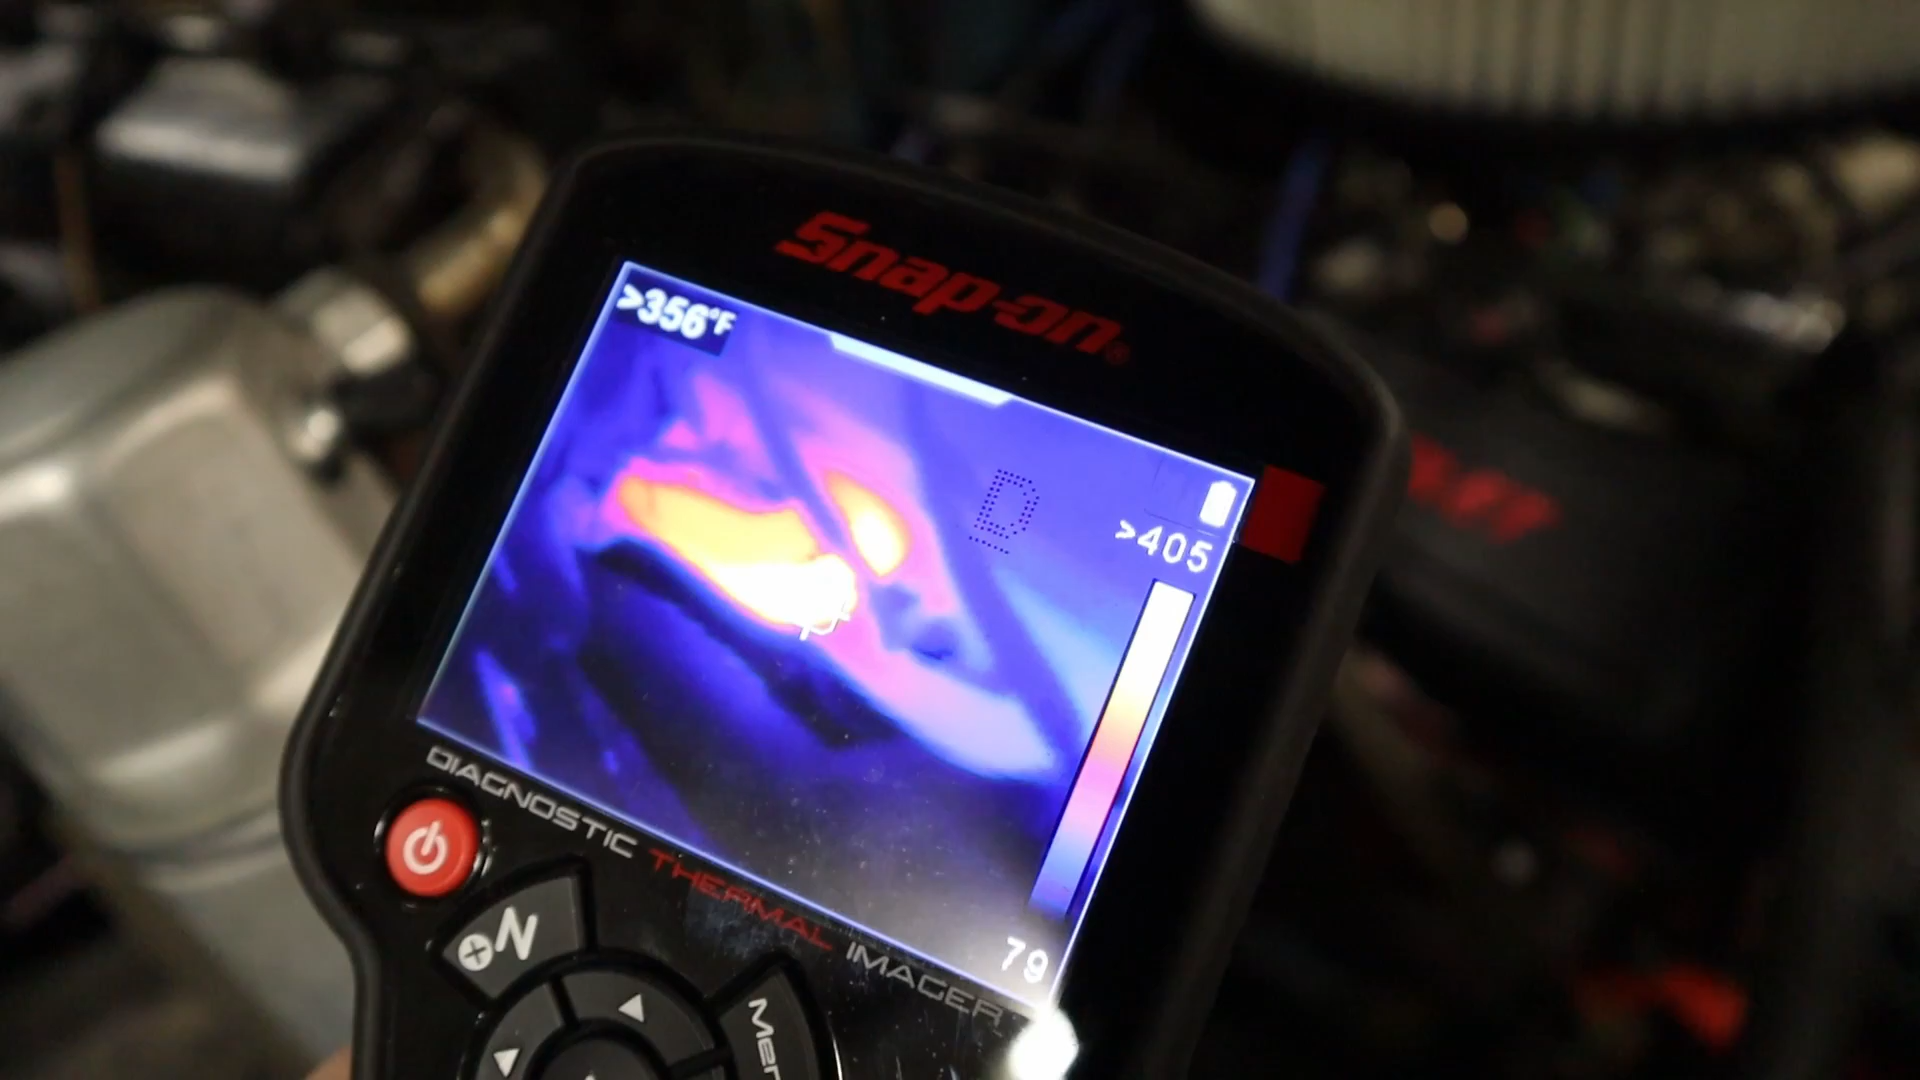 Snap-on®
>356°F
D
>405
79
DIAGNOSTIC THERMAL IMAGER
N